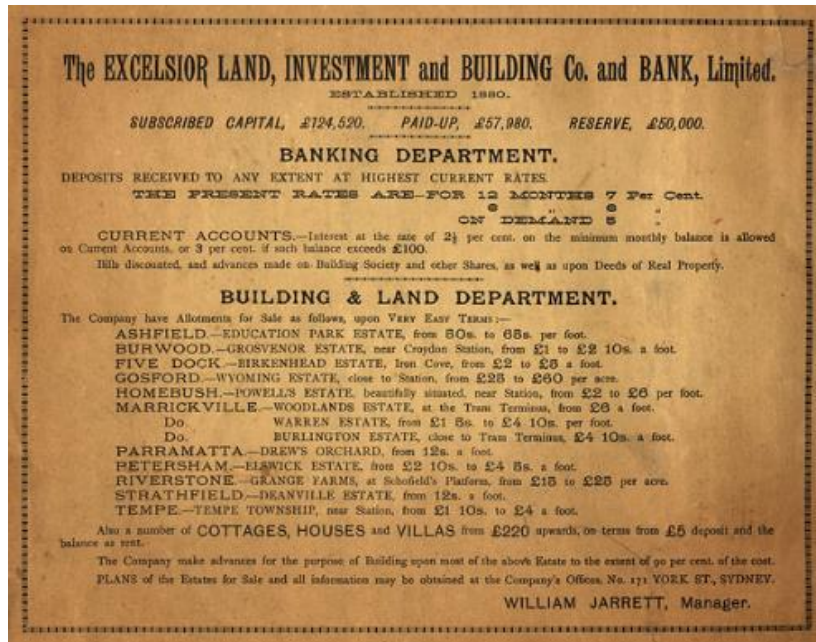 The EXCELSIOR LAND, INVESTMENT and BUILDING Co. and BANK, Limited.
ESTABLISHED 1880.
SUBSCRIBED CAPITAL, £124,520. PAID-UP, £57,980. RESERVE, £50,000.
BANKING DEPARTMENT.
DEPOSITS RECEIVED TO ANY EXTENT AT HIGHEST CURRENT RATES.
THE PRESENT RATES ARE—FOR 12 MONTHS 7 Per Cent.
6 „ 6 „
ON DEMAND 5 „
CURRENT ACCOUNTS.—Interest at the rate of 2½ per cent. on the minimum monthly balance is allowed
on Current Accounts, or 3 per cent. if such balance exceeds £100.
Bills discounted, and advances made on Building Society and other Shares, as well as upon Deeds of Real Property.
BUILDING & LAND DEPARTMENT.
The Company have Allotments for Sale as follows, upon VERY EASY TERMS:—
ASHFIELD.—EDUCATION PARK ESTATE, from 50s. to 65s. per foot.
BURWOOD.—GROSVENOR ESTATE, near Croydon Station, from £1 to £2 10s. a foot.
FIVE DOCK.—BIRKENHEAD ESTATE, Iron Cove, from £2 to £5 a foot.
GOSFORD.—WYOMING ESTATE, close to Station, from £25 to £60 per acre.
HOMEBUSH.—POWELL'S ESTATE, beautifully situated, near Station, from £2 to £6 per foot.
MARRICKVILLE.—WOODLANDS ESTATE, at the Tram Terminus, from £6 a foot.
Do. WARREN ESTATE, from £1 5s. to £4 10s. per foot.
Do. BURLINGTON ESTATE, close to Tram Terminus, £4 10s. a foot.
PARRAMATTA.—DREW'S ORCHARD, from 12s. a foot.
PETERSHAM.—ELSWICK ESTATE, from £2 10s. to £4 5s. a foot.
RIVERSTONE.—GRANGE FARMS, at Schofield's Platform, from £15 to £25 per acre.
STRATHFIELD.—DEANVILLE ESTATE, from 12s. a foot.
TEMPE.—TEMPE TOWNSHIP, near Station, from £1 10s. to £4 a foot.
Also a number of COTTAGES, HOUSES and VILLAS from £220 upwards, on terms from £5 deposit and the
balance as rent.
The Company make advances for the purpose of Building upon most of the above Estate to the extent of 90 per cent. of the cost.
PLANS of the Estates for Sale and all information may be obtained at the Company's Offices, No. 171 YORK ST., SYDNEY.
WILLIAM JARRETT, Manager.